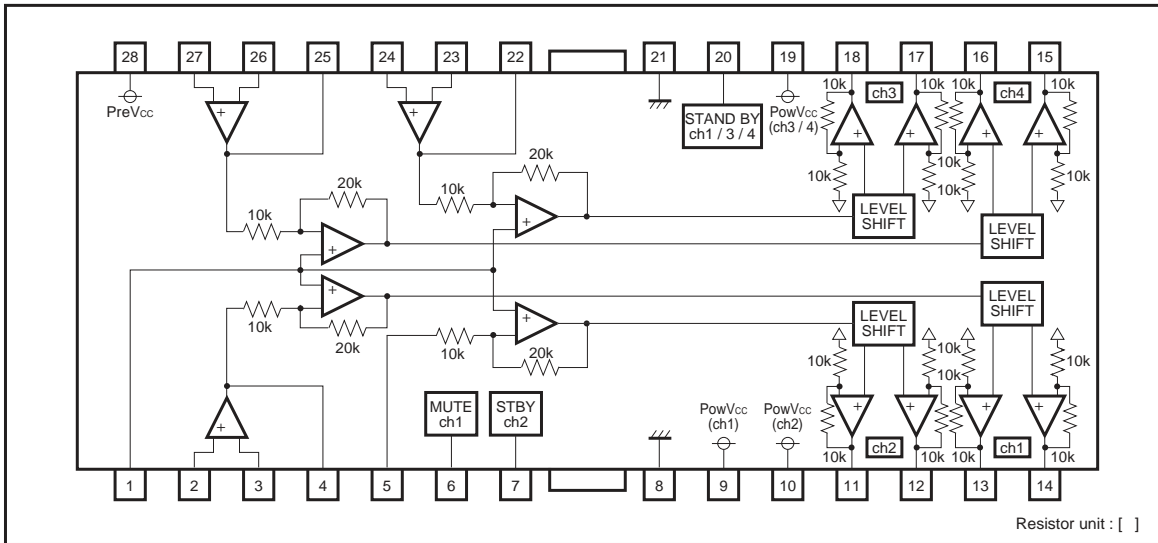 28 27 26 25 24 23 22 21 20 19 18 17 16 15
PreVCC
+ +
STAND BY
ch1 / 3 / 4
PowVCC
(ch3 / 4)
10k ch3 10k ch4 10k
+ + + +
10k 10k 10k 10k
20k 20k
10k 10k
+ +
LEVEL
SHIFT
LEVEL
SHIFT
+ +
10k 20k 10k 20k
LEVEL
SHIFT
LEVEL
SHIFT
10k 10k 10k 10k
+
MUTE
ch1
STBY
ch2
PowVCC
(ch1)
PowVCC
(ch2)
+ + + +
ch2 ch1
10k 10k 10k 10k
1 2 3 4 5 6 7 8 9 10 11 12 13 14
Resistor unit : [ ]